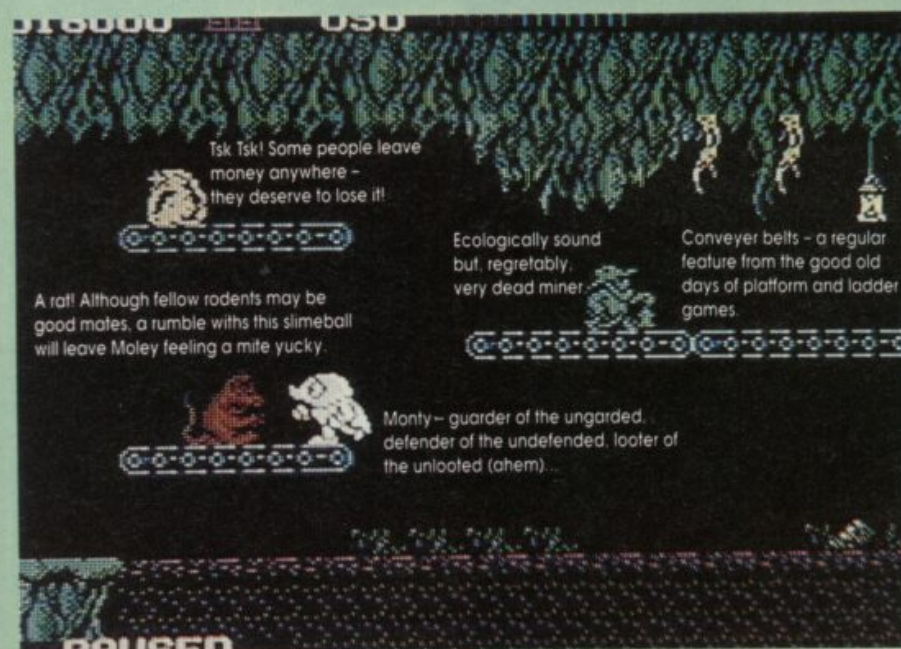 016000
050
Tsk Tsk! Some people leave
money anywhere –
they deserve to lose it!
Ecologically sound
but, regretably,
very dead miner
Conveyer belts – a regular
feature from the good old
days of platform and ladder
games.
A rat! Although fellow rodents may be
good mates, a rumble withs this slimeball
will leave Moley feeling a mite yucky.
Monty – guarder of the ungarded,
defender of the undefended, looter of
the unlooted (ahem)...
PAUSED